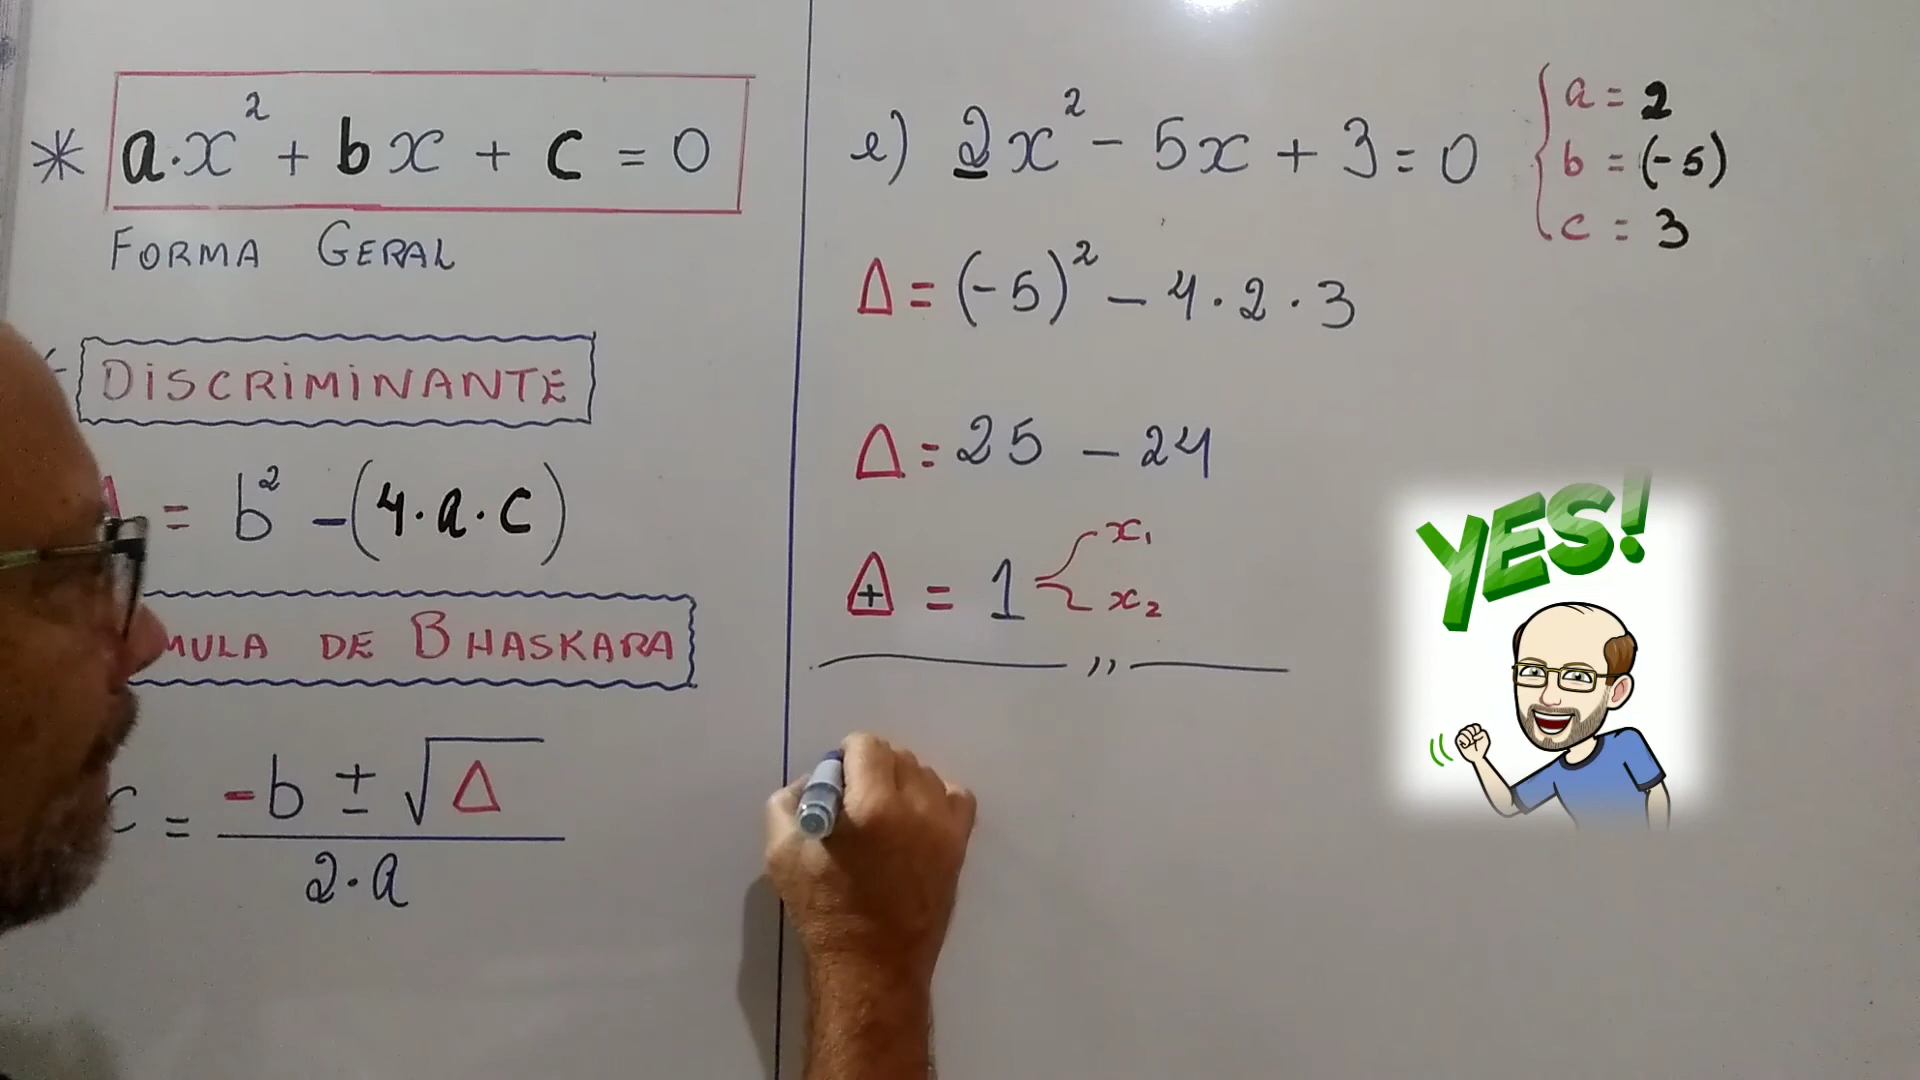 * a·x² + bx + c = 0
FORMA GERAL
DISCRIMINANTE
= b² - (4·a·c)
MULA DE BHASKARA
= -b ± √Δ
2·a
e) 2x² - 5x + 3 = 0
a = 2
b = (-5)
c = 3
Δ = (-5)² - 4·2·3
Δ = 25 - 24
Δ + = 1 x₁
x₂
YES!